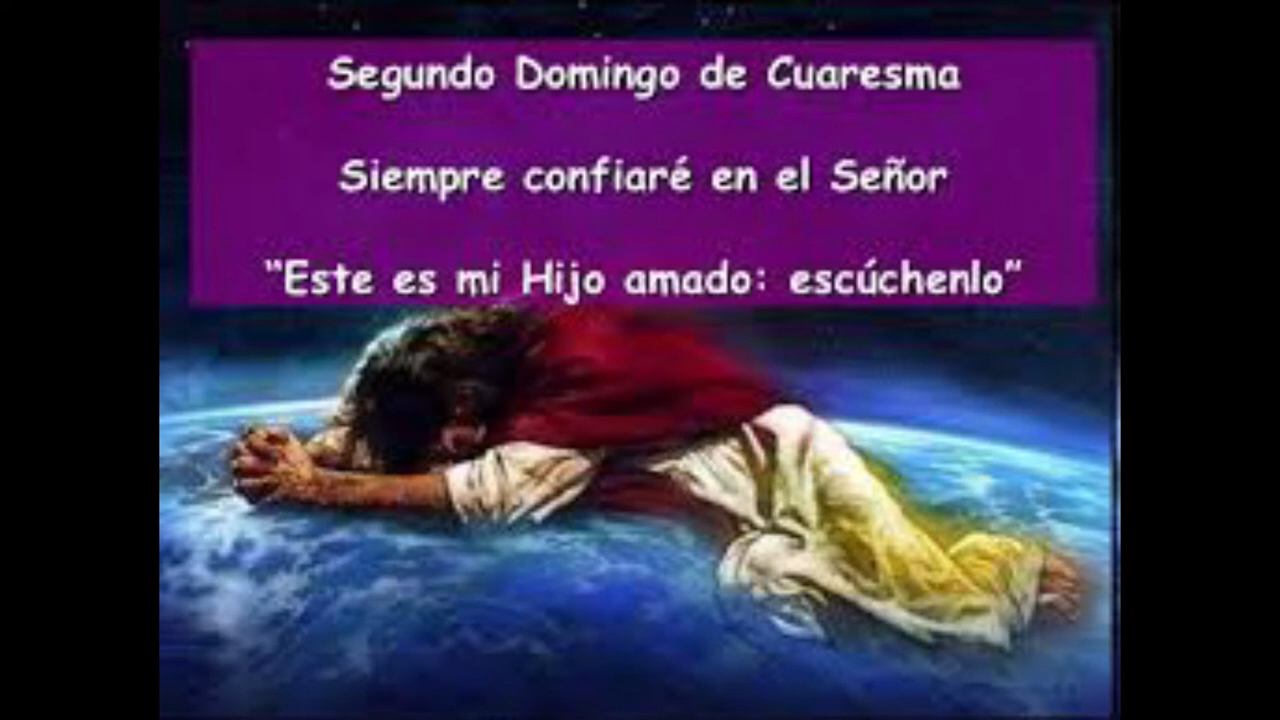 Segundo Domingo de Cuaresma
Siempre confiaré en el Señor
“Este es mi Hijo amado: escúchenlo”